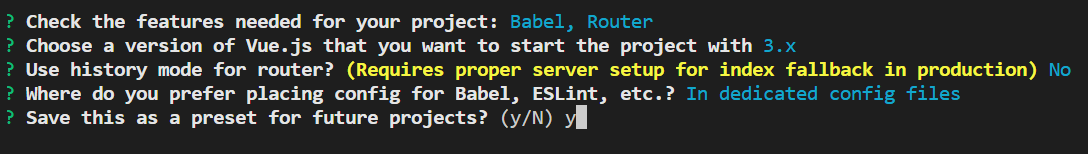 ? Check the features needed for your project: Babel, Router
? Choose a version of Vue.js that you want to start the project with 3.x
? Use history mode for router? (Requires proper server setup for index fallback in production) No
? Where do you prefer placing config for Babel, ESLint, etc.? In dedicated config files
? Save this as a preset for future projects? (y/N) y